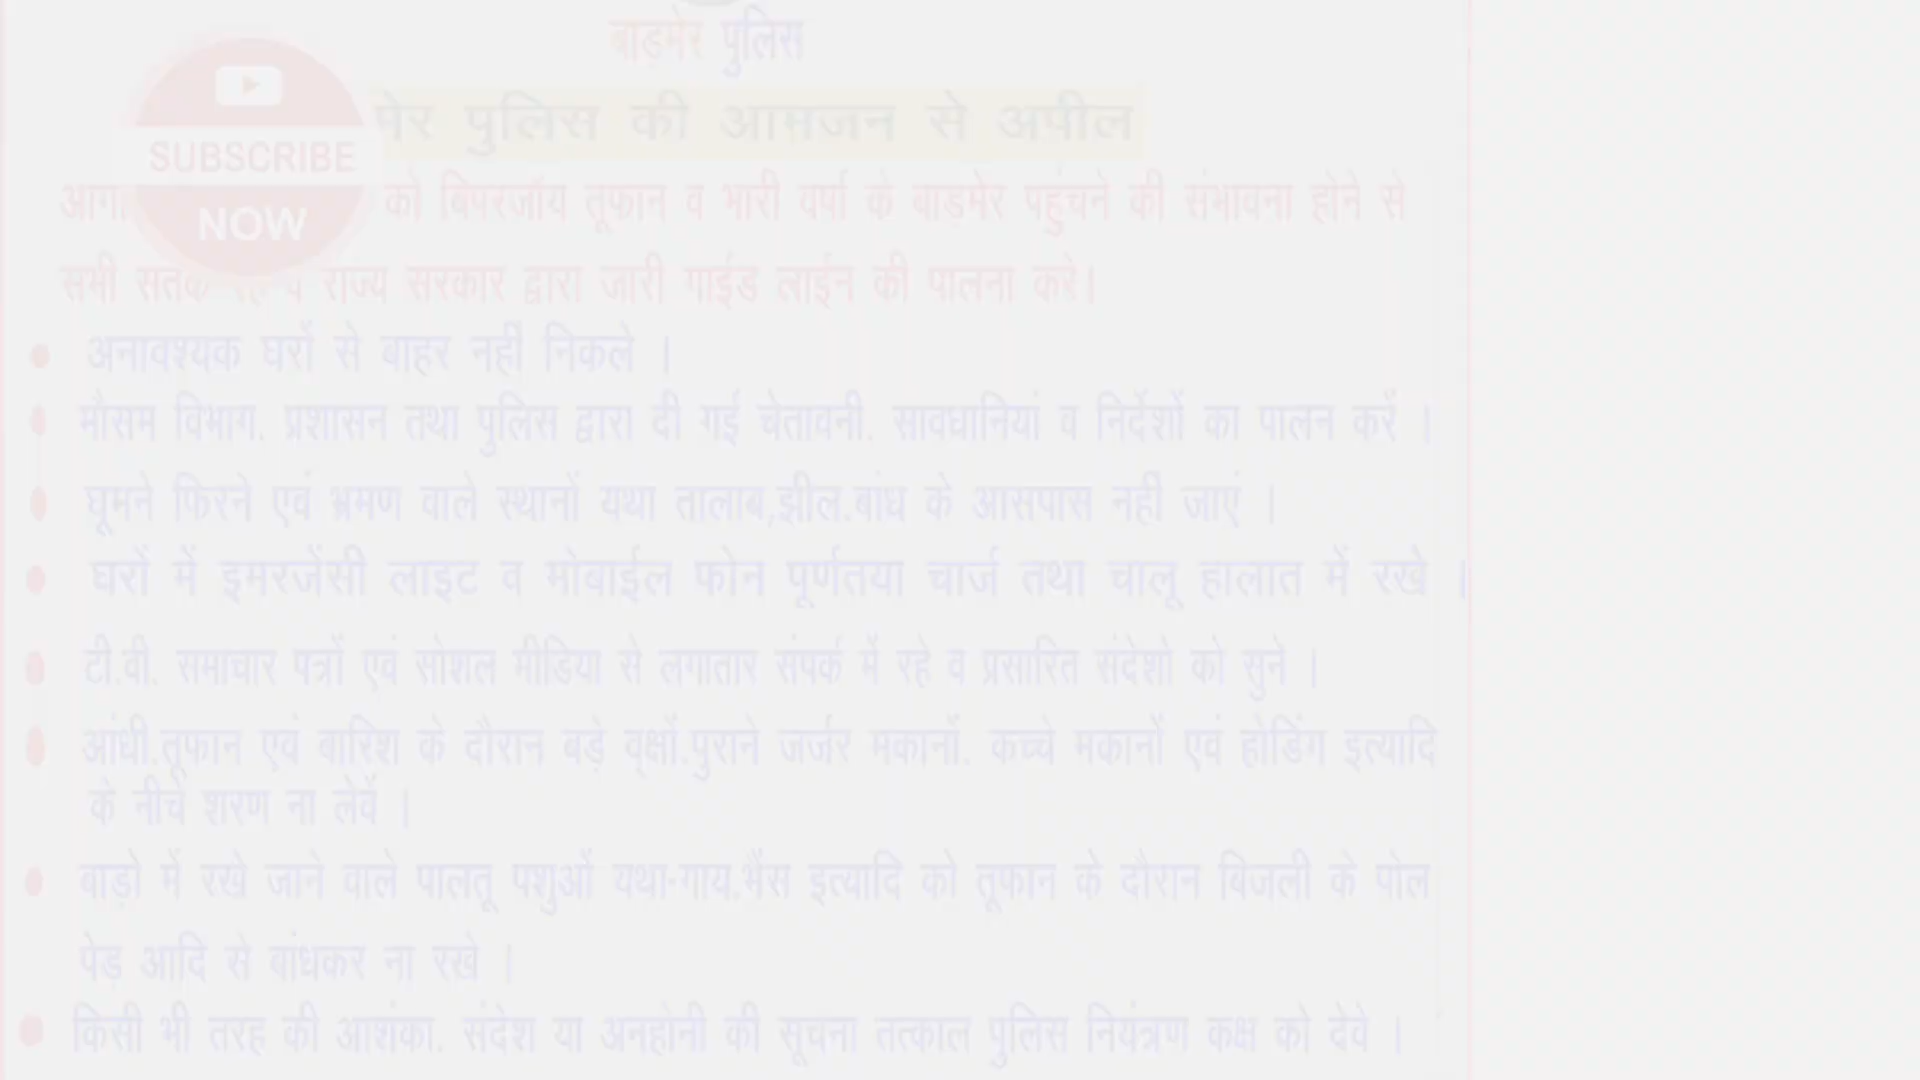 बाड़मेर पुलिस
पुलिस की आमजन से अपील
SUBSCRIBE
NOW
को बिपरजॉय तूफान व भारी वर्षा के बाडमेर पहुंचने की संभावना होने से
सभी राज्य सरकार द्वारा जारी गाईड लाईन की पालना करे।
अनावश्यक घरों से बाहर नहीं निकले ।
मौसम विभाग. प्रशासन तथा पुलिस द्वारा दी गई चेतावनी. सावधानियां व निर्देशों का पालन करें ।
घूमने फिरने एवं भ्रमण वाले स्थानों यथा तालाब,झील.बांध के आसपास नहीं जाएं ।
घरों में इमरजेंसी लाइट व मोबाईल फोन पूर्णतया चार्ज तथा चालू हालात में रखे ।
टी.वी. समाचार पत्रों एवं सोशल मीडिया से लगातार संपर्क में रहे व प्रसारित संदेशो को सुने ।
आंधी.तूफान एवं बारिश के दौरान बड़े वृक्षों.पुराने जर्जर मकानों. कच्चे मकानों एवं होडिंग इत्यादि
के नीचे शरण ना लेवें ।
बाड़ो में रखे जाने वाले पालतू पशुओं यथा-गाय.भैंस इत्यादि को तूफान के दौरान बिजली के पोल
पेड आदि से बांधकर ना रखे ।
किसी भी तरह की आशंका. संदेश या अनहोनी की सूचना तत्काल पुलिस नियंत्रण कक्ष को देवे ।